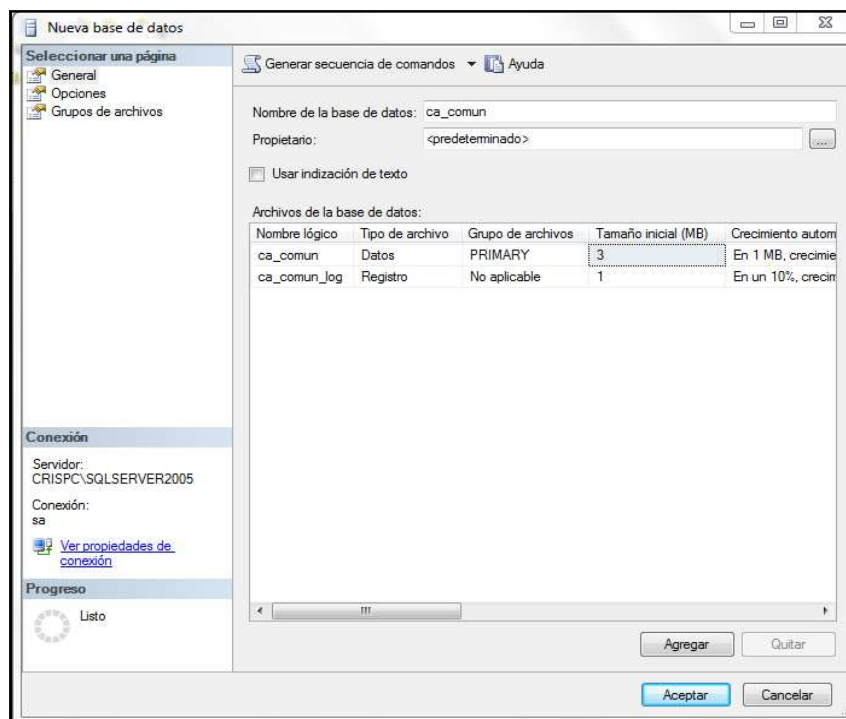 Nueva base de datos
Seleccionar una página
General
Opciones
Grupos de archivos
Generar secuencia de comandos
Ayuda
Nombre de la base de datos: ca_comun
Propietario: <predeterminado> ...
Usar indización de texto
Archivos de la base de datos:
Nombre lógico Tipo de archivo Grupo de archivos Tamaño inicial (MB) Crecimiento autom
ca_comun Datos PRIMARY 3 En 1 MB, crecimie
ca_comun_log Registro No aplicable 1 En un 10%, crecim
Conexión
Servidor:
CRISPC\SQLSERVER2005
Conexión:
sa
Ver propiedades de
conexión
Progreso
Listo
Agregar Quitar
Aceptar Cancelar